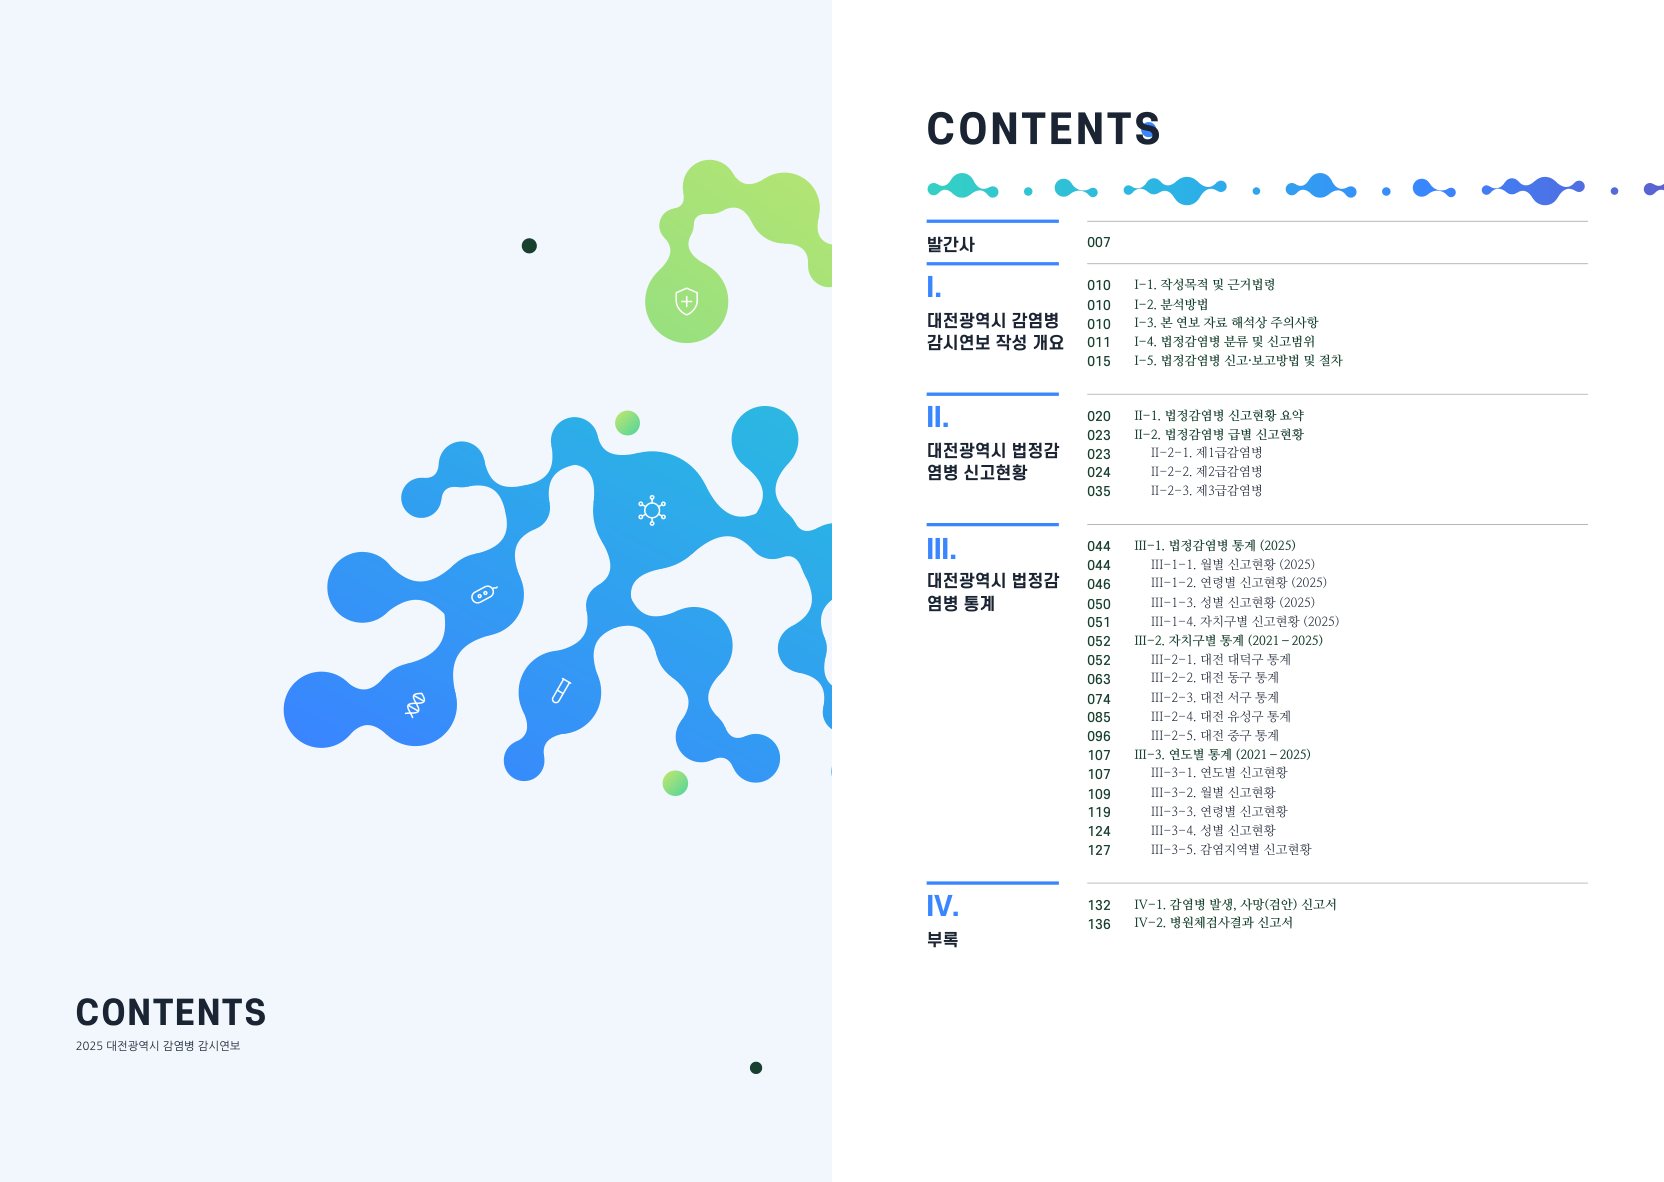 CONTENTS
2025 대전광역시 감염병 감시연보
CONTENTS
발간사
007
I.
대전광역시 감염병
감시연보 작성 개요
010 I-1. 작성목적 및 근거법령
010 I-2. 분석방법
010 I-3. 본 연보 자료 해석상 주의사항
011 I-4. 법정감염병 분류 및 신고범위
015 I-5. 법정감염병 신고·보고방법 및 절차
II.
대전광역시 법정감
염병 신고현황
020 II-1. 법정감염병 신고현황 요약
023 II-2. 법정감염병 급별 신고현황
023 II-2-1. 제1급감염병
024 II-2-2. 제2급감염병
035 II-2-3. 제3급감염병
III.
대전광역시 법정감
염병 통계
044 III-1. 법정감염병 통계 (2025)
044 III-1-1. 월별 신고현황 (2025)
046 III-1-2. 연령별 신고현황 (2025)
050 III-1-3. 성별 신고현황 (2025)
051 III-1-4. 자치구별 신고현황 (2025)
052 III-2. 자치구별 통계 (2021-2025)
052 III-2-1. 대전 대덕구 통계
063 III-2-2. 대전 동구 통계
074 III-2-3. 대전 서구 통계
085 III-2-4. 대전 유성구 통계
096 III-2-5. 대전 중구 통계
107 III-3. 연도별 통계 (2021-2025)
107 III-3-1. 연도별 신고현황
109 III-3-2. 월별 신고현황
119 III-3-3. 연령별 신고현황
124 III-3-4. 성별 신고현황
127 III-3-5. 감염지역별 신고현황
IV.
부록
132 IV-1. 감염병 발생, 사망(검안) 신고서
136 IV-2. 병원체검사결과 신고서